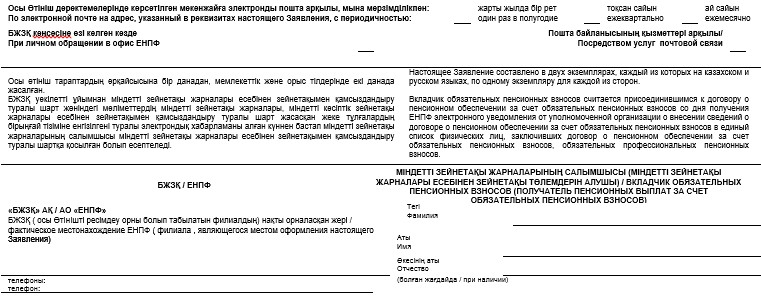 Осы Өтініш деректемелерінде көрсетілген мекенжайға электронды пошта арқылы, мына мерзімділікпен:
По электронной почте на адрес, указанный в реквизитах настоящего Заявления, с периодичностью:
жарты жылда бір рет
один раз в полугодие
тоқсан сайын
ежеквартально
ай сайын
ежемесячно
БЖЗҚ кеңсесіне өзі келген кезде
При личном обращении в офис ЕНПФ
Пошта байланысының қызметтері арқылы/
Посредством услуг почтовой связи
Осы өтініш тараптардың әрқайсысына бір данадан, мемлекеттік және орыс тілдерінде екі данада
жасалған.
БЖЗҚ уәкілетті ұйымнан міндетті зейнетақы жарналары есебінен зейнетақымен қамсыздандыру
туралы шарт жөніндегі мәліметтердің міндетті зейнетақы жарналары, міндетті кәсіптік зейнетақы
жарналары есебінен зейнетақымен қамсыздандыру туралы шарт жасасқан жеке тұлғалардың
бірыңғай тізіміне енгізілгені туралы электрондық хабарламаны алған күннен бастап міндетті зейнетақы
жарналарының салымшысы міндетті зейнетақы жарналары есебінен зейнетақымен қамсыздандыру
туралы шартқа қосылған болып есептеледі.
Настоящее Заявление составлено в двух экземплярах, каждый из которых на казахском и
русском языках, по одному экземпляру для каждой из сторон.
Вкладчик обязательных пенсионных взносов считается присоединившимся к договору о
пенсионном обеспечении за счет обязательных пенсионных взносов со дня получения
ЕНПФ электронного уведомления от уполномоченной организации о внесении сведений о
договоре о пенсионном обеспечении за счет обязательных пенсионных взносов в единый
список физических лиц, заключивших договор о пенсионном обеспечении за счет
обязательных пенсионных взносов, обязательных профессиональных пенсионных
взносов.
БЖЗҚ / ЕНПФ
«БЖЗҚ» АҚ / АО «ЕНПФ»
БЖЗҚ ( осы Өтінішті ресімдеу орны болып табылатын филиалдың) нақты орналасқан жері /
фактическое местонахождение ЕНПФ ( филиала , являющегося местом оформления настоящего
Заявления)
телефоны:
телефон:
МІНДЕТТІ ЗЕЙНЕТАҚЫ ЖАРНАЛАРЫНЫҢ САЛЫМШЫСЫ (МІНДЕТТІ ЗЕЙНЕТАҚЫ
ЖАРНАЛАРЫ ЕСЕБІНЕН ЗЕЙНЕТАҚЫ ТӨЛЕМДЕРІН АЛУШЫ) / ВКЛАДЧИК ОБЯЗАТЕЛЬНЫХ
ПЕНСИОННЫХ ВЗНОСОВ (ПОЛУЧАТЕЛЬ ПЕНСИОННЫХ ВЫПЛАТ ЗА СЧЕТ
ОБЯЗАТЕЛЬНЫХ ПЕНСИОННЫХ ВЗНОСОВ)
Тегі
Фамилия
Аты
Имя
Әкесінің аты
Отчество
(болған жағдайда / при наличии)